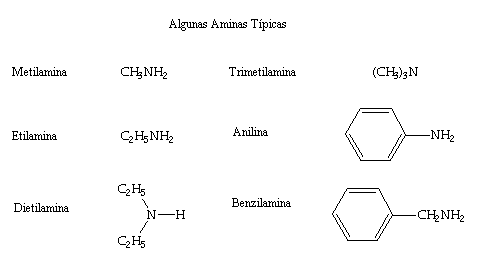 Algunas Aminas Típicas
Metilamina CH₃NH₂ Trimetilamina (CH₃)₃N
Etilamina C₂H₅NH₂ Anilina NH₂
Dietilamina C₂H₅ N H C₂H₅ Benzilamina CH₂NH₂